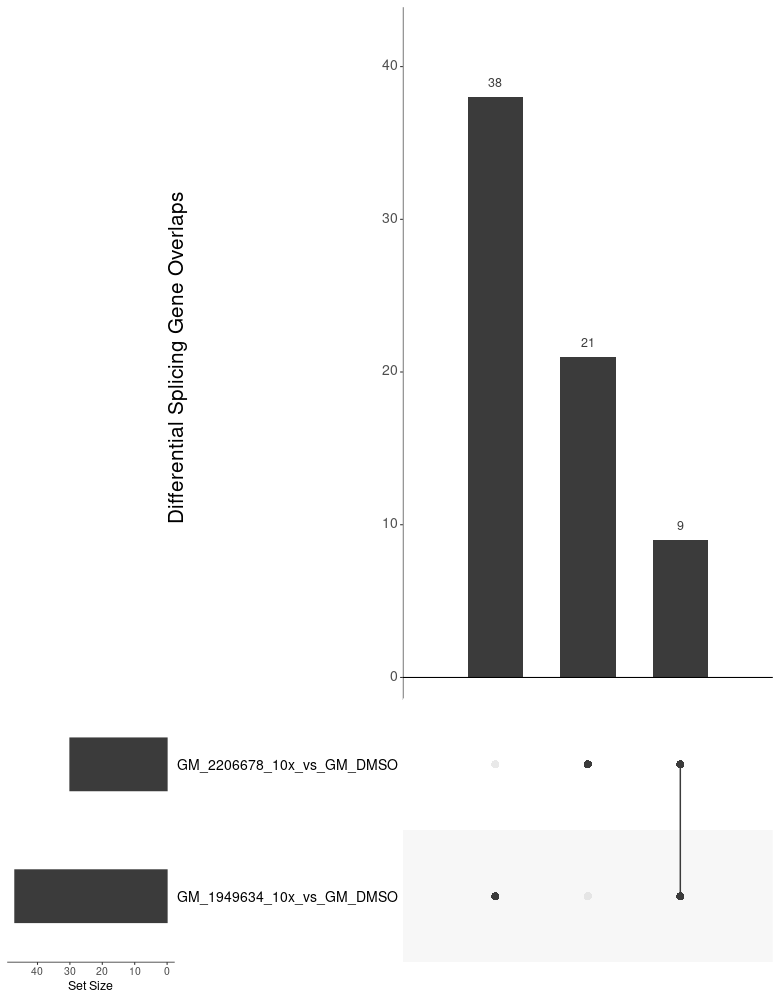 Differential Splicing Gene Overlaps
40
30
20
10
0
38
21
9
GM_2206678_10x_vs_GM_DMSO
GM_1949634_10x_vs_GM_DMSO
40 30 20 10 0
Set Size